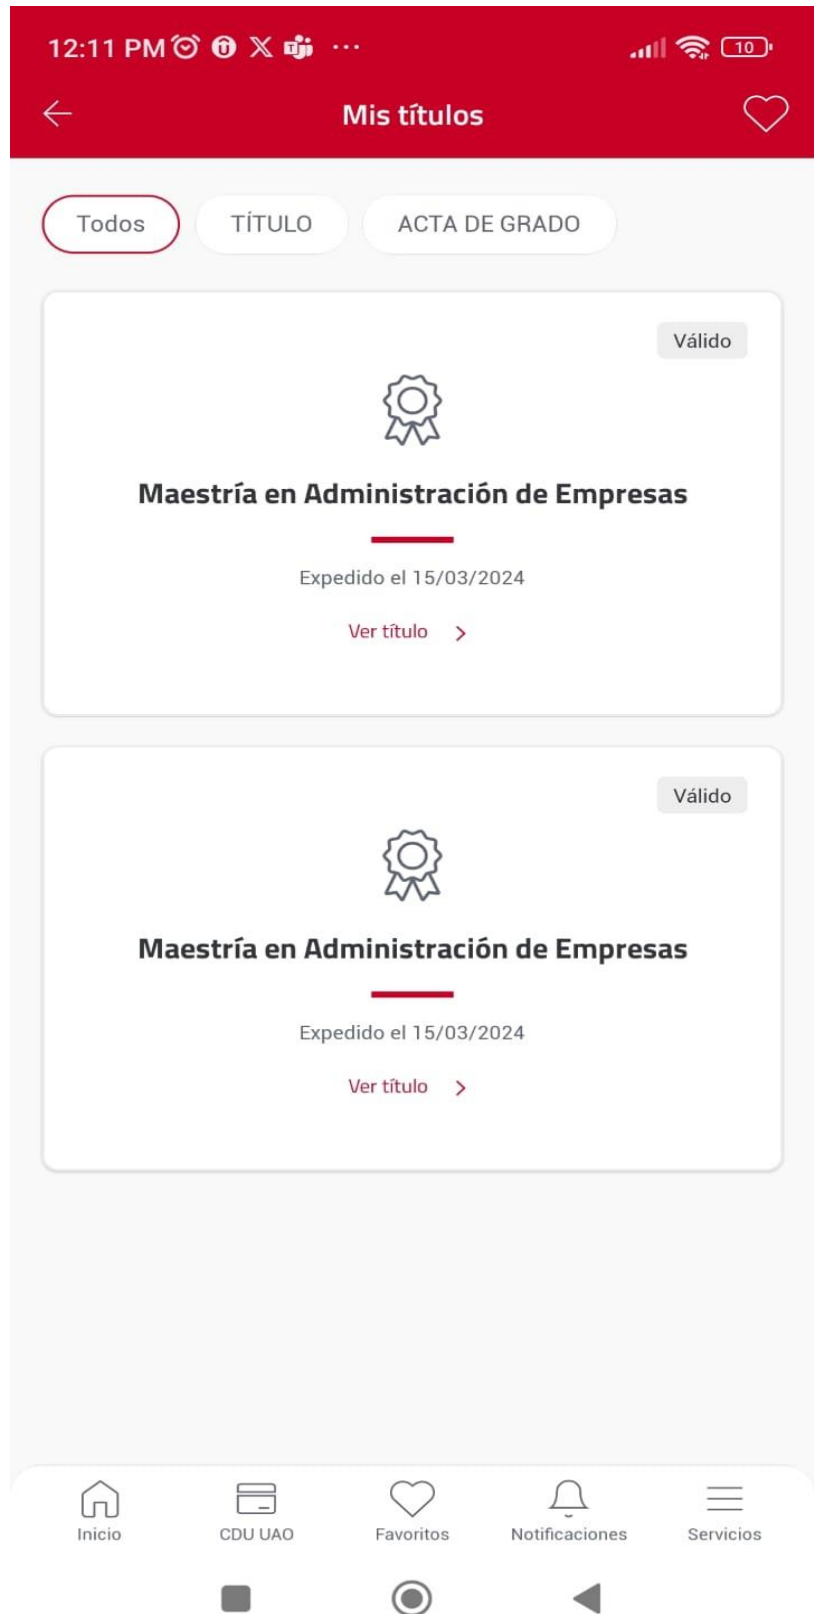 12:11 PM ... 10
Mis títulos
Todos TÍTULO ACTA DE GRADO
Válido
Maestría en Administración de Empresas
Expedido el 15/03/2024
Ver título >
Válido
Maestría en Administración de Empresas
Expedido el 15/03/2024
Ver título >
Inicio CDU UAO Favoritos Notificaciones Servicios